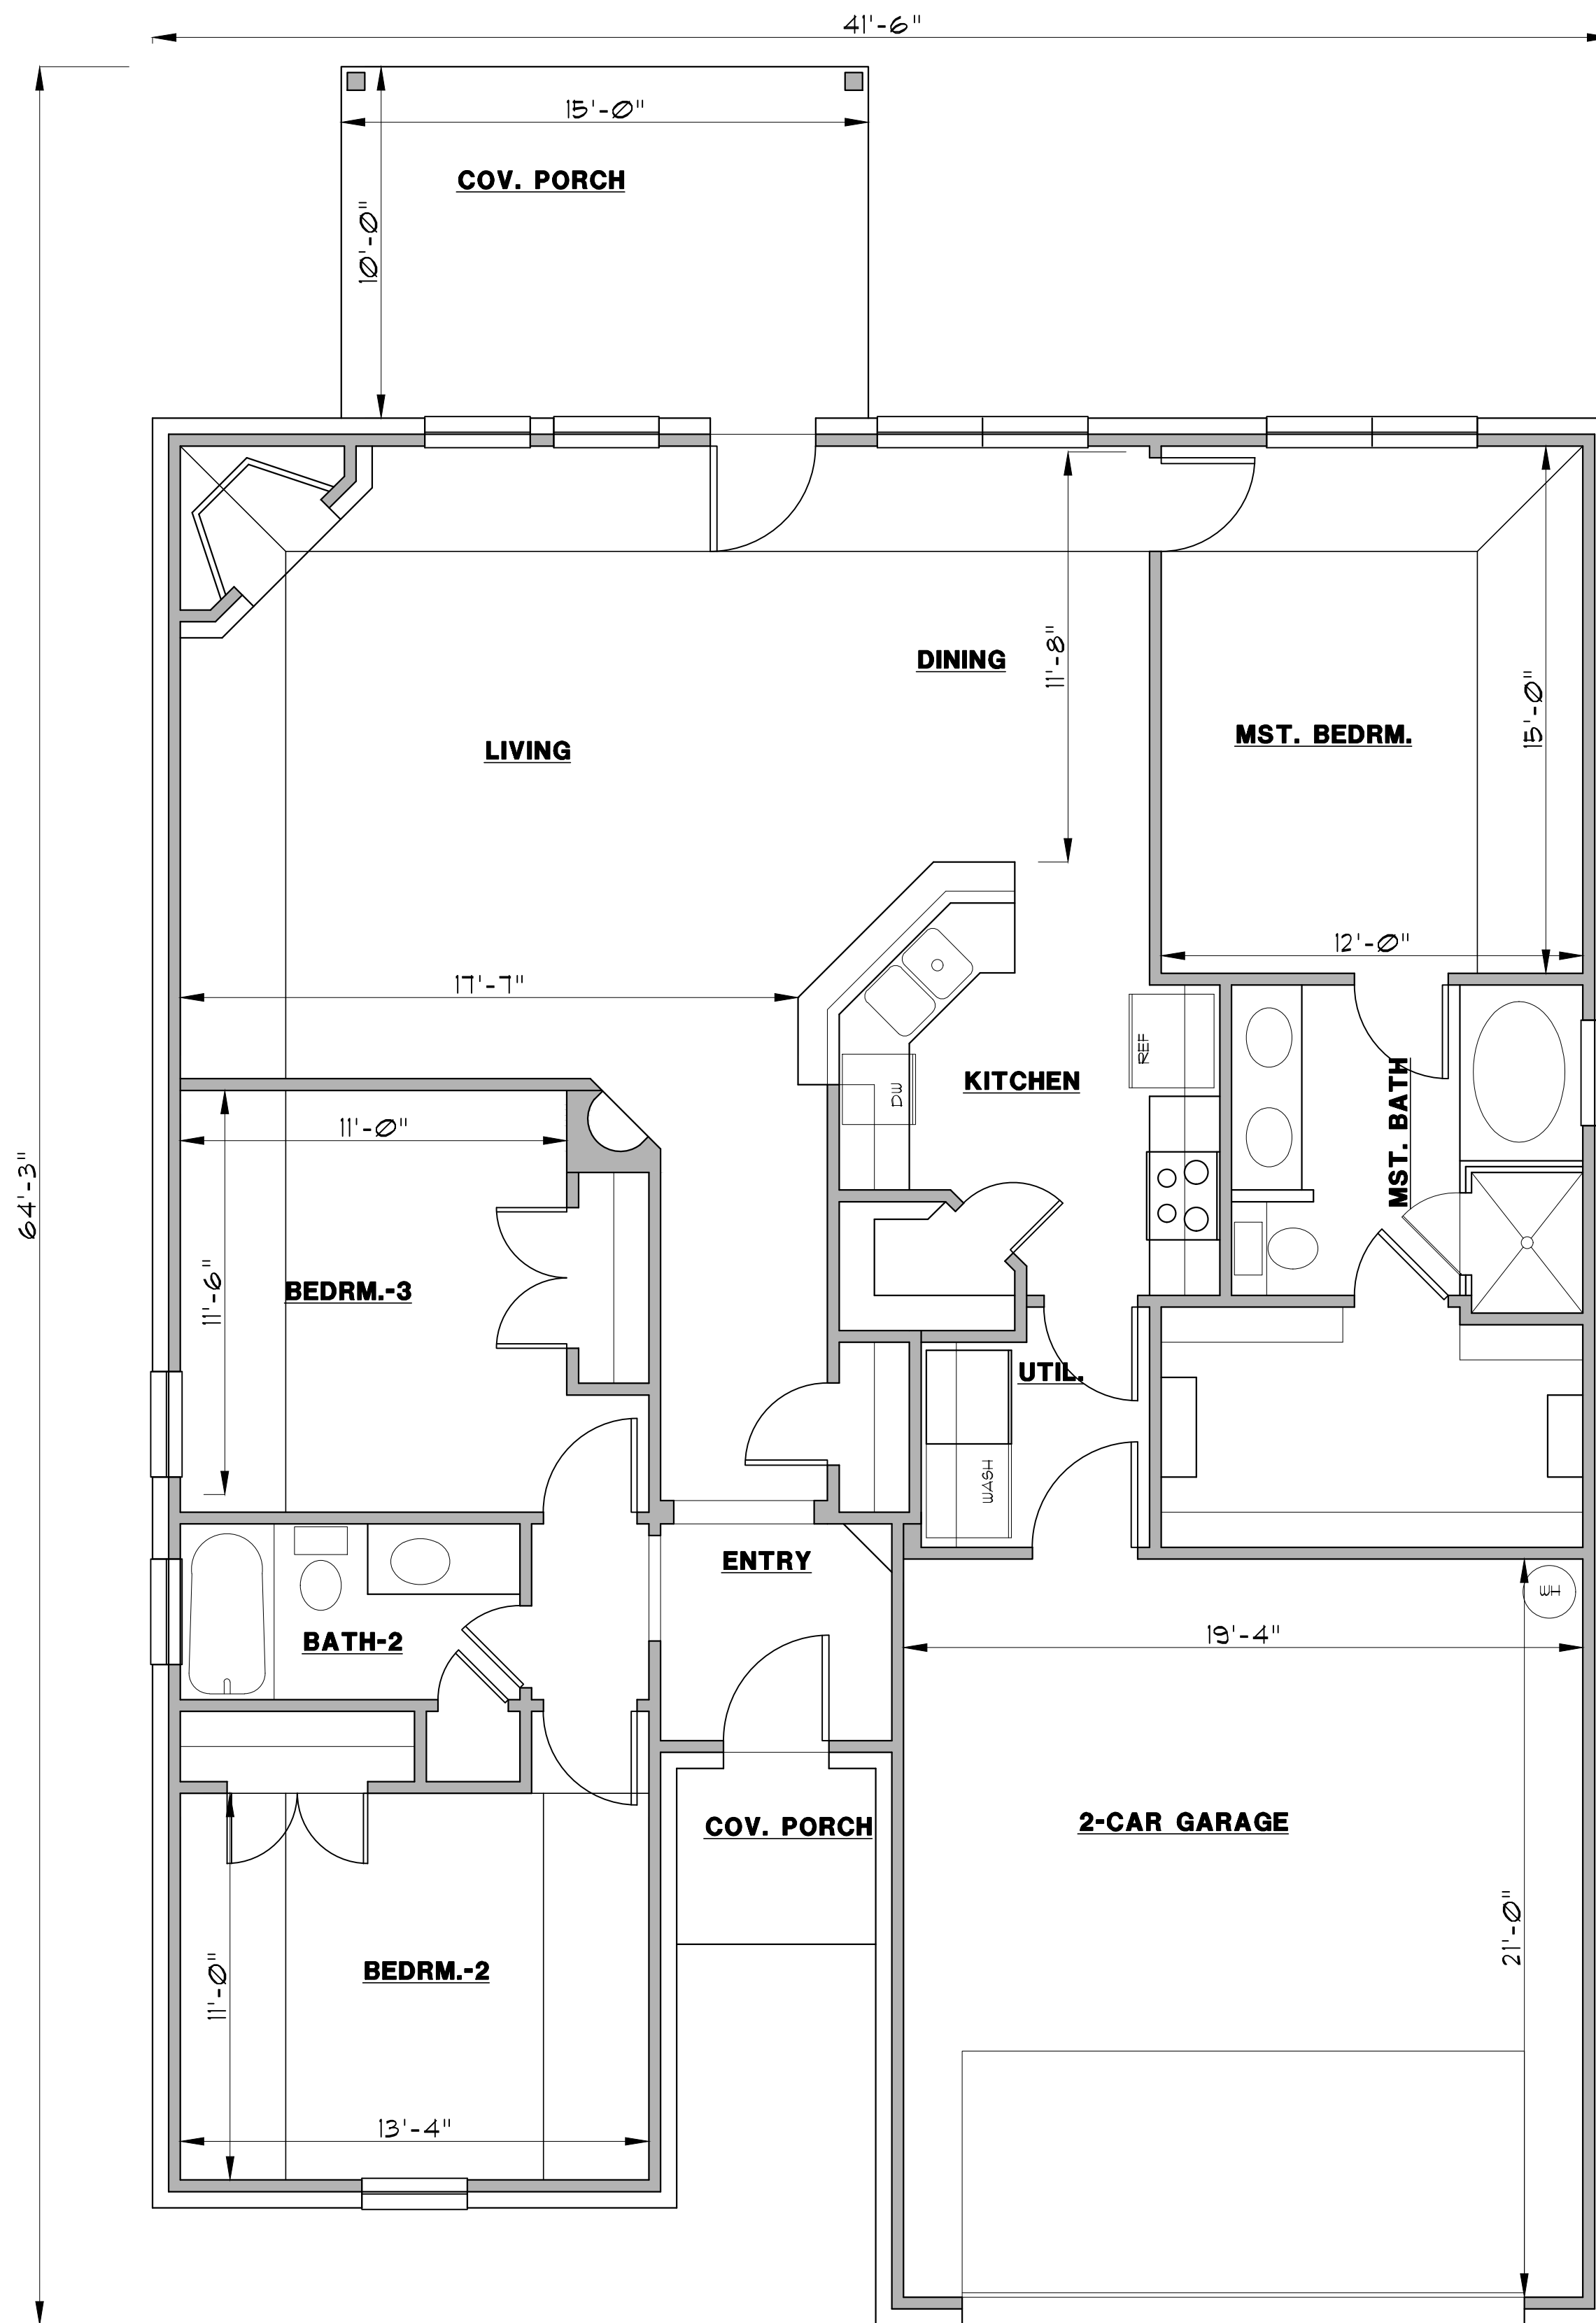 41'-6"
15'-0"
COV. PORCH
10'-0"
DINING
11'-8"
MST. BEDRM.
15'-0"
LIVING
12'-0"
17'-7"
REF
KITCHEN
DW
MST. BATH
11'-0"
64'-3"
11'-6"
BEDRM.-3
UTIL.
WASH
ENTRY
WH
BATH-2
19'-4"
COV. PORCH
2-CAR GARAGE
21'-0"
BEDRM.-2
11'-0"
13'-4"